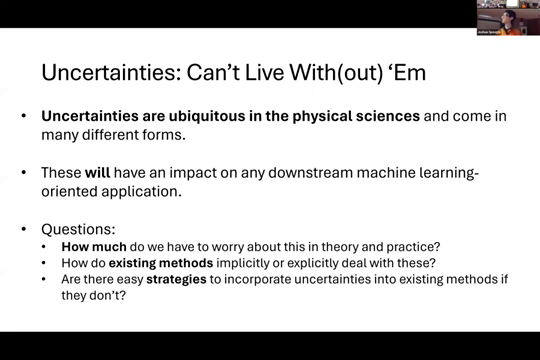 Uncertainties: Can’t Live With(out) ‘Em
• Uncertainties are ubiquitous in the physical sciences and come in
many different forms.
• These will have an impact on any downstream machine learning-
oriented application.
• Questions:
• How much do we have to worry about this in theory and practice?
• How do existing methods implicitly or explicitly deal with these?
• Are there easy strategies to incorporate uncertainties into existing methods if
they don’t?